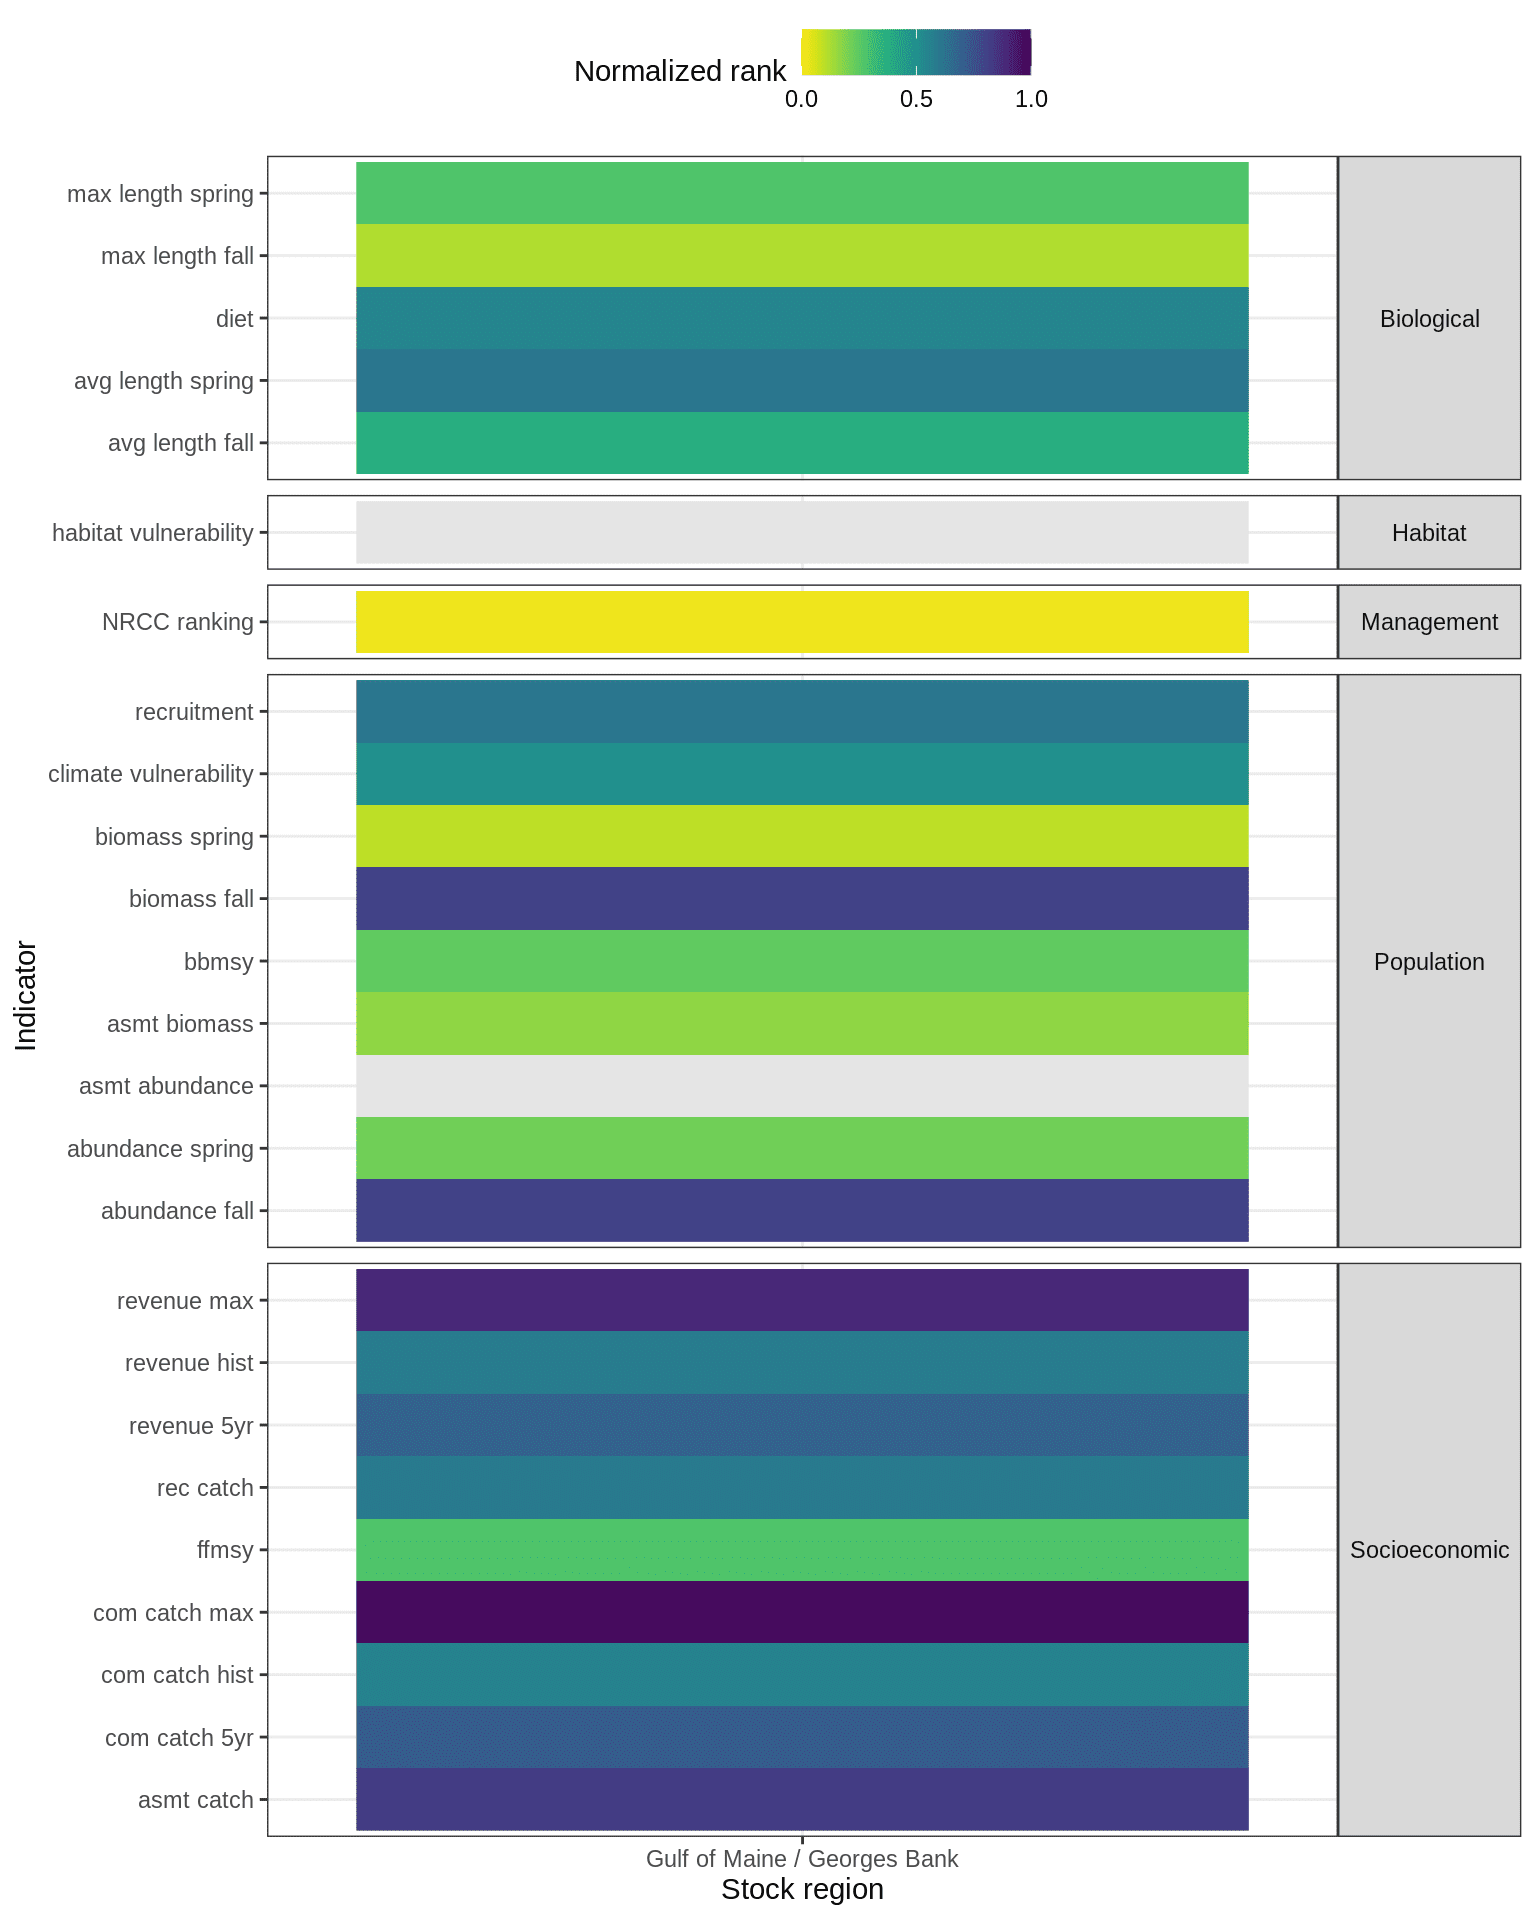 Normalized rank
0.0 0.5 1.0
max length spring
max length fall
diet
avg length spring
avg length fall
Biological
habitat vulnerability
Habitat
NRCC ranking
Management
recruitment
climate vulnerability
biomass spring
biomass fall
bbmsy
asmt biomass
asmt abundance
abundance spring
abundance fall
Population
revenue max
revenue hist
revenue 5yr
rec catch
ffmsy
com catch max
com catch hist
com catch 5yr
asmt catch
Socioeconomic
Indicator
Gulf of Maine / Georges Bank
Stock region